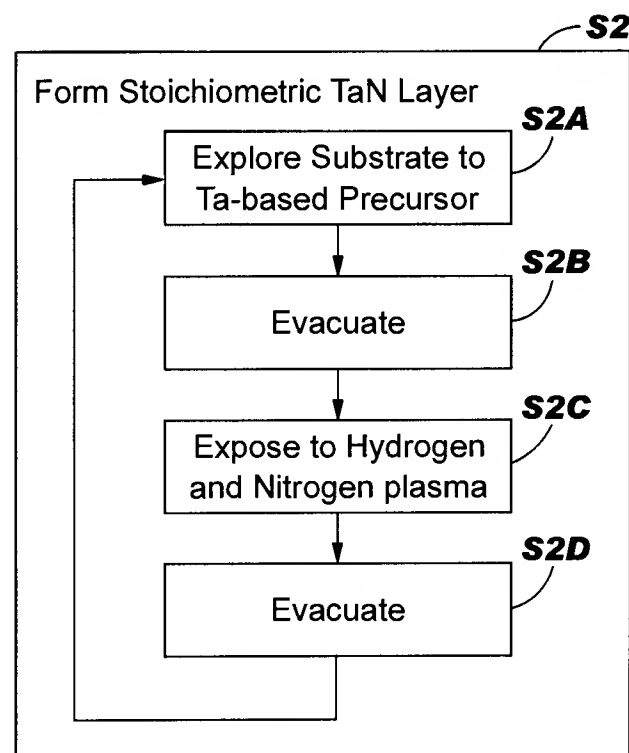 S2
Form Stoichiometric TaN Layer
S2A
Explore Substrate to
Ta-based Precursor
S2B
Evacuate
S2C
Expose to Hydrogen
and Nitrogen plasma
S2D
Evacuate